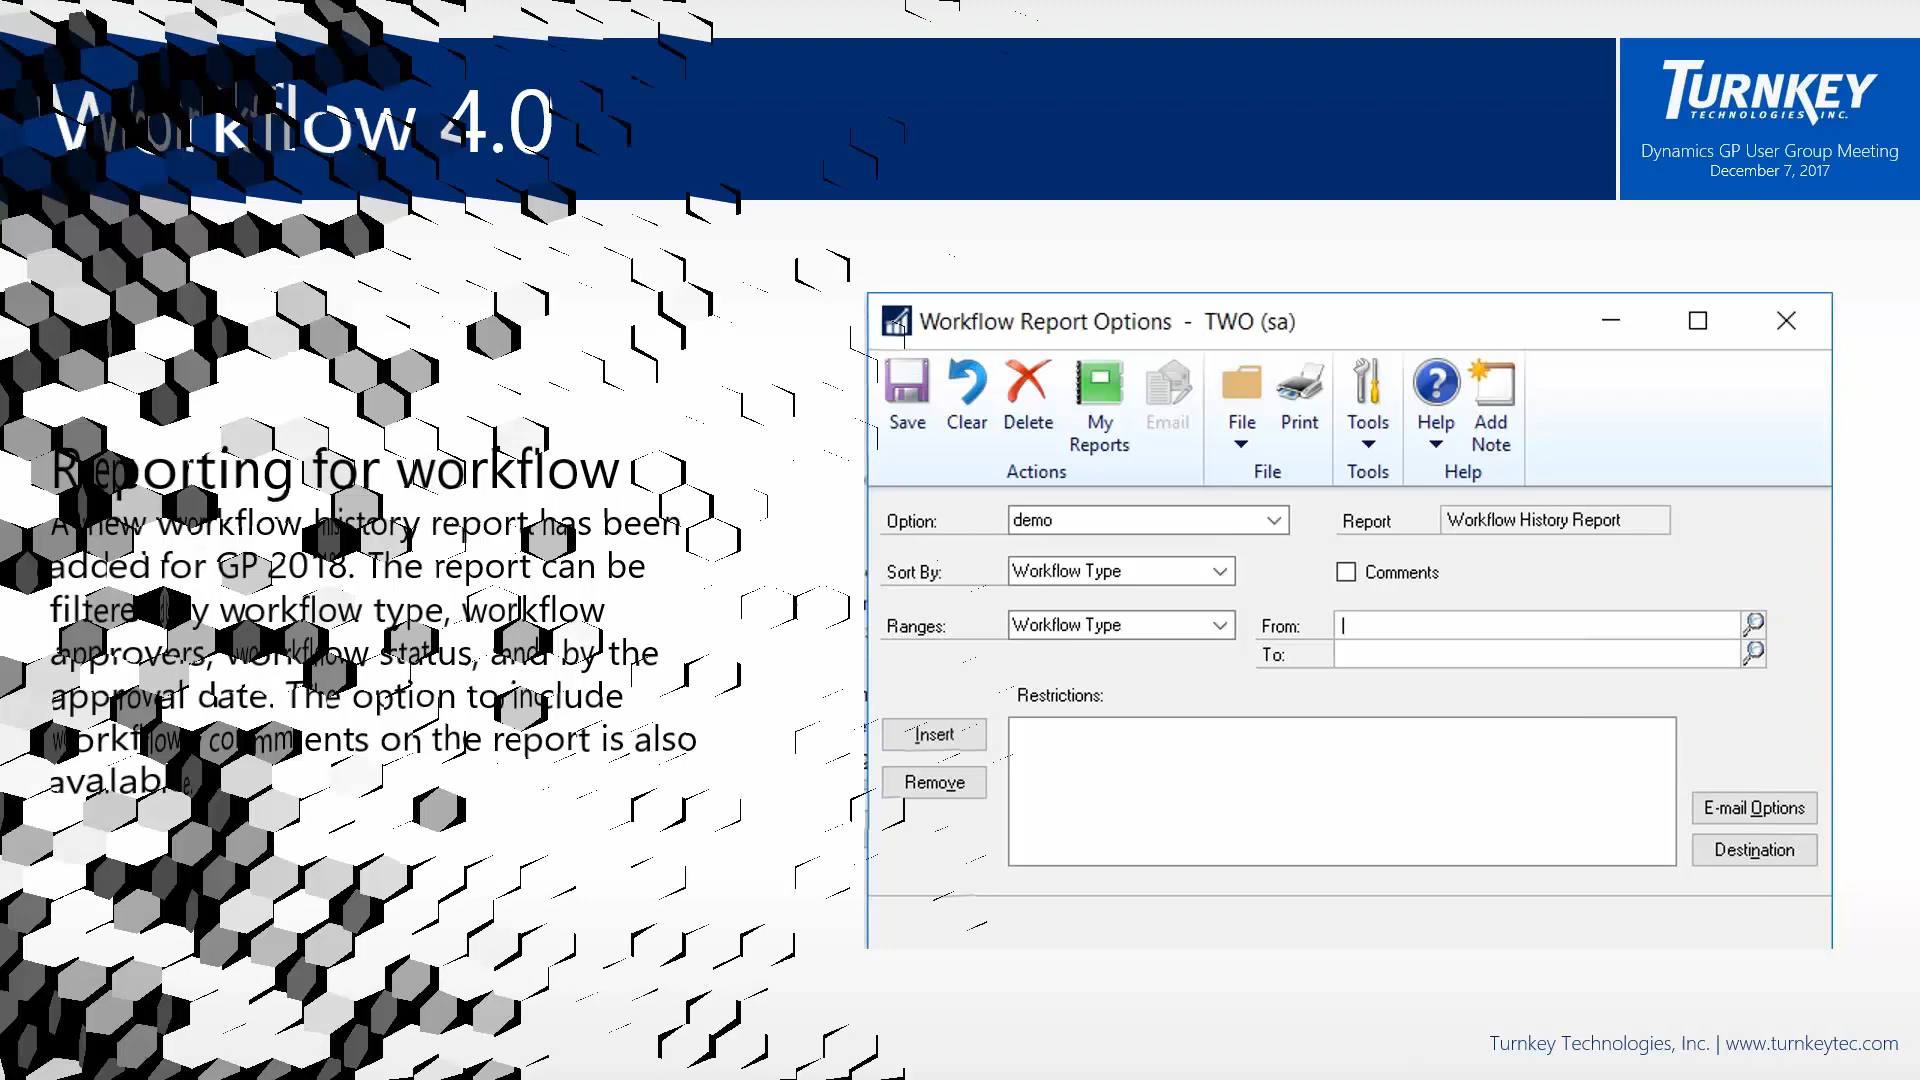 Workflow 4.0
TURNKEY
TECHNOLOGIES, INC.
Dynamics GP User Group Meeting
December 7, 2017
Reporting for workflow
A new workflow history report has been
added for GP 2018. The report can be
filtered by workflow type, workflow
approvers, workflow status, and by the
approval date. The option to include
workflow comments on the report is also
Workflow Report Options - TWO (sa)
Save Clear Delete My Reports Email File Print Tools Help Add Note
Actions File Tools Help
Option: demo Report Workflow History Report
Sort By: Workflow Type Comments
Ranges: Workflow Type From:
To:
Restrictions:
Insert
Remove
E-mail Options
Destination
Turnkey Technologies, Inc. | www.turnkeytec.com